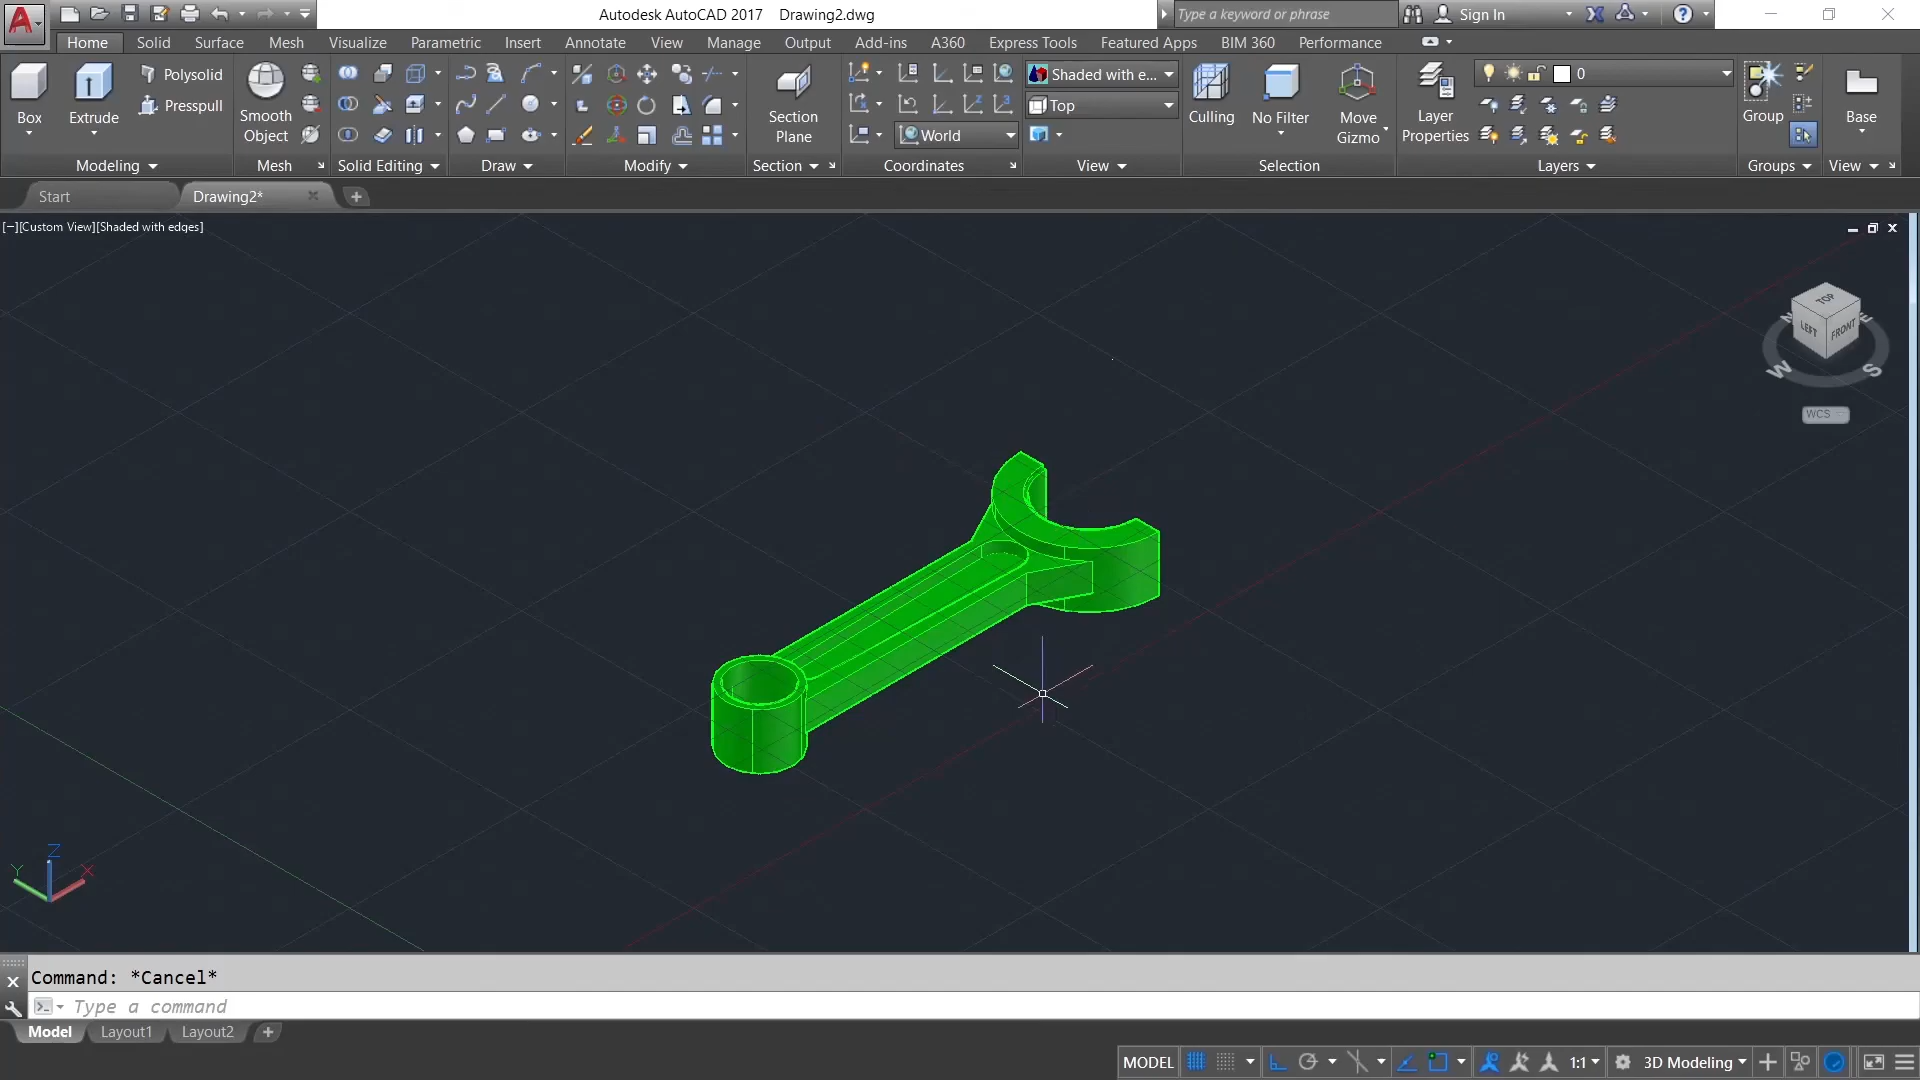 Autodesk AutoCAD 2017 Drawing2.dwg
Type a keyword or phrase
Sign In
Home Solid Surface Mesh Visualize Parametric Insert Annotate View Manage Output Add-ins A360 Express Tools Featured Apps BIM 360 Performance
Box
Extrude
Polysolid
Presspull
Modeling
Smooth
Object
Mesh
Solid Editing
Draw
Modify
Section
Plane
Section
World
Coordinates
Shaded with e...
Top
View
Culling
No Filter
Move
Gizmo
Selection
Layer
Properties
0
Layers
Group
Groups
Base
View
Start
Drawing2*
[−][Custom View][Shaded with edges]
TOP
LEFT
FRONT
N
E
W
S
WCS
Z
Y
X
Command: *Cancel*
Type a command
Model Layout1 Layout2
MODEL
1:1
3D Modeling